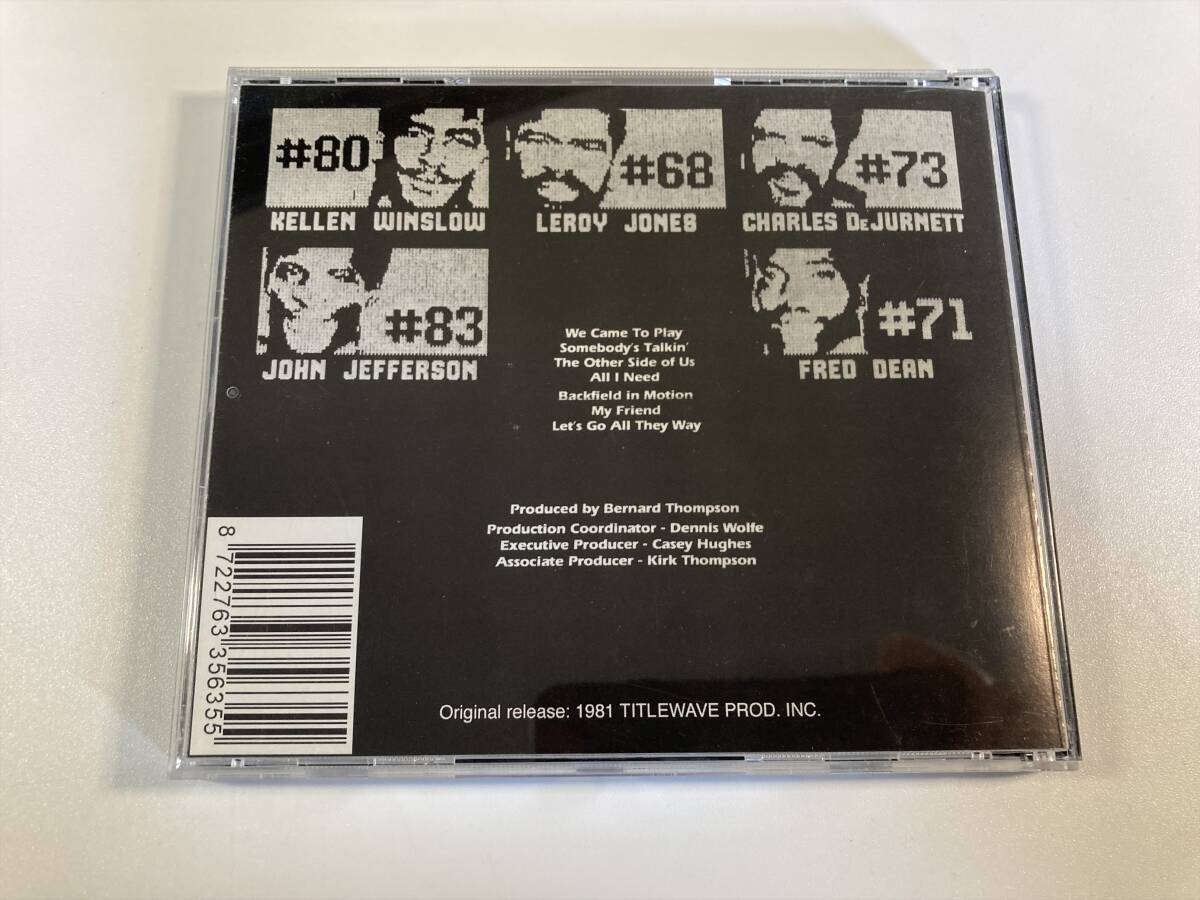 #80
KELLEN WINSLOW
#68
LEROY JONES
#73
CHARLES DeJURNETT
#83
JOHN JEFFERSON
#71
FRED DEAN
We Came To Play
Somebody's Talkin'
The Other Side of Us
All I Need
Backfield in Motion
My Friend
Let's Go All They Way
Produced by Bernard Thompson
Production Coordinator - Dennis Wolfe
Executive Producer - Casey Hughes
Associate Producer - Kirk Thompson
8 722763 356355
Original release: 1981 TITLEWAVE PROD. INC.